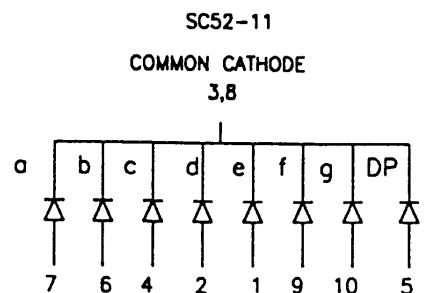 SC52-11
COMMON CATHODE
3,8
a b c d e f g DP
7 6 4 2 1 9 10 5